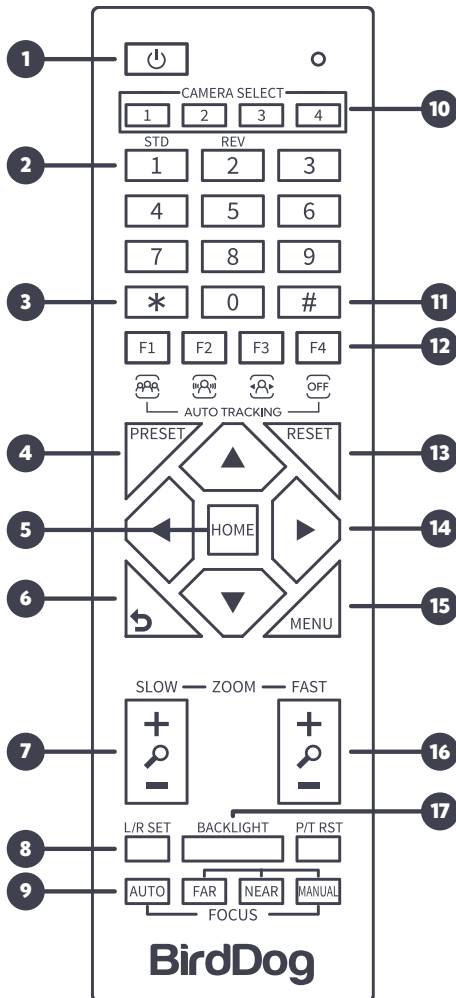 1
CAMERA SELECT
1 2 3 4
10
STD REV
2
1 2 3
4 5 6
7 8 9
3
* 0 #
11
F1 F2 F3 F4
12
OFF
AUTO TRACKING
4
PRESET RESET
13
5
HOME
14
6
MENU
15
SLOW ZOOM FAST
7
+ +
- -
16
17
L/R SET BACKLIGHT P/T RST
8
9
AUTO FAR NEAR MANUAL
FOCUS
BirdDog